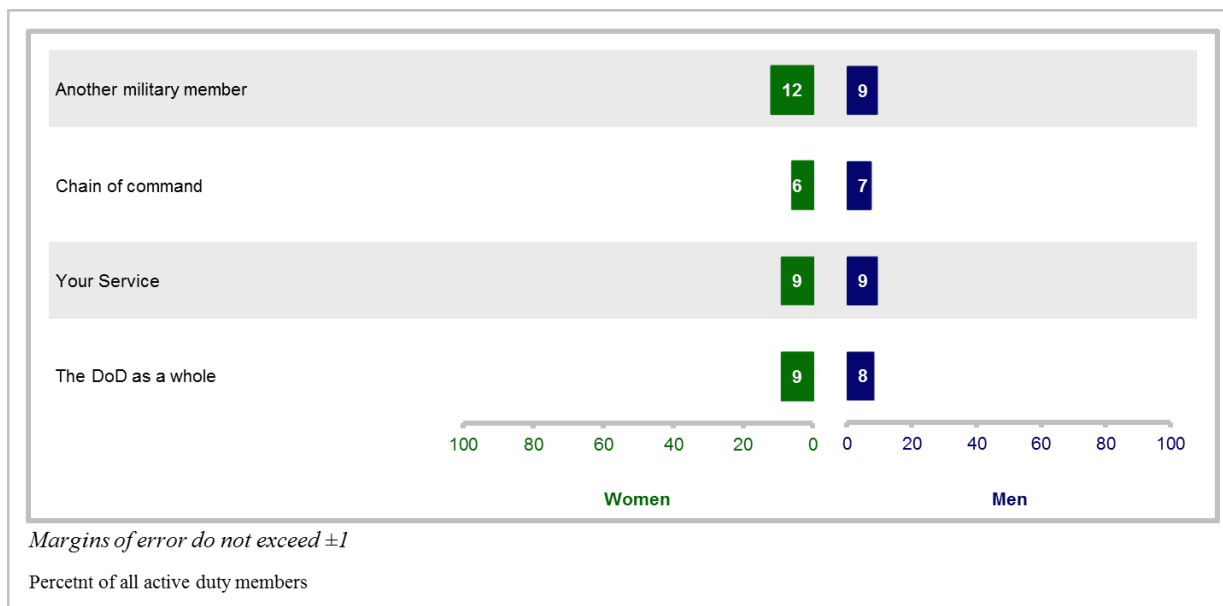 Another military member 12 9
Chain of command 6 7
Your Service 9 9
The DoD as a whole 9 8
100 80 60 40 20 0 0 20 40 60 80 100
Women Men
Margins of error do not exceed ±1
Percetnt of all active duty members